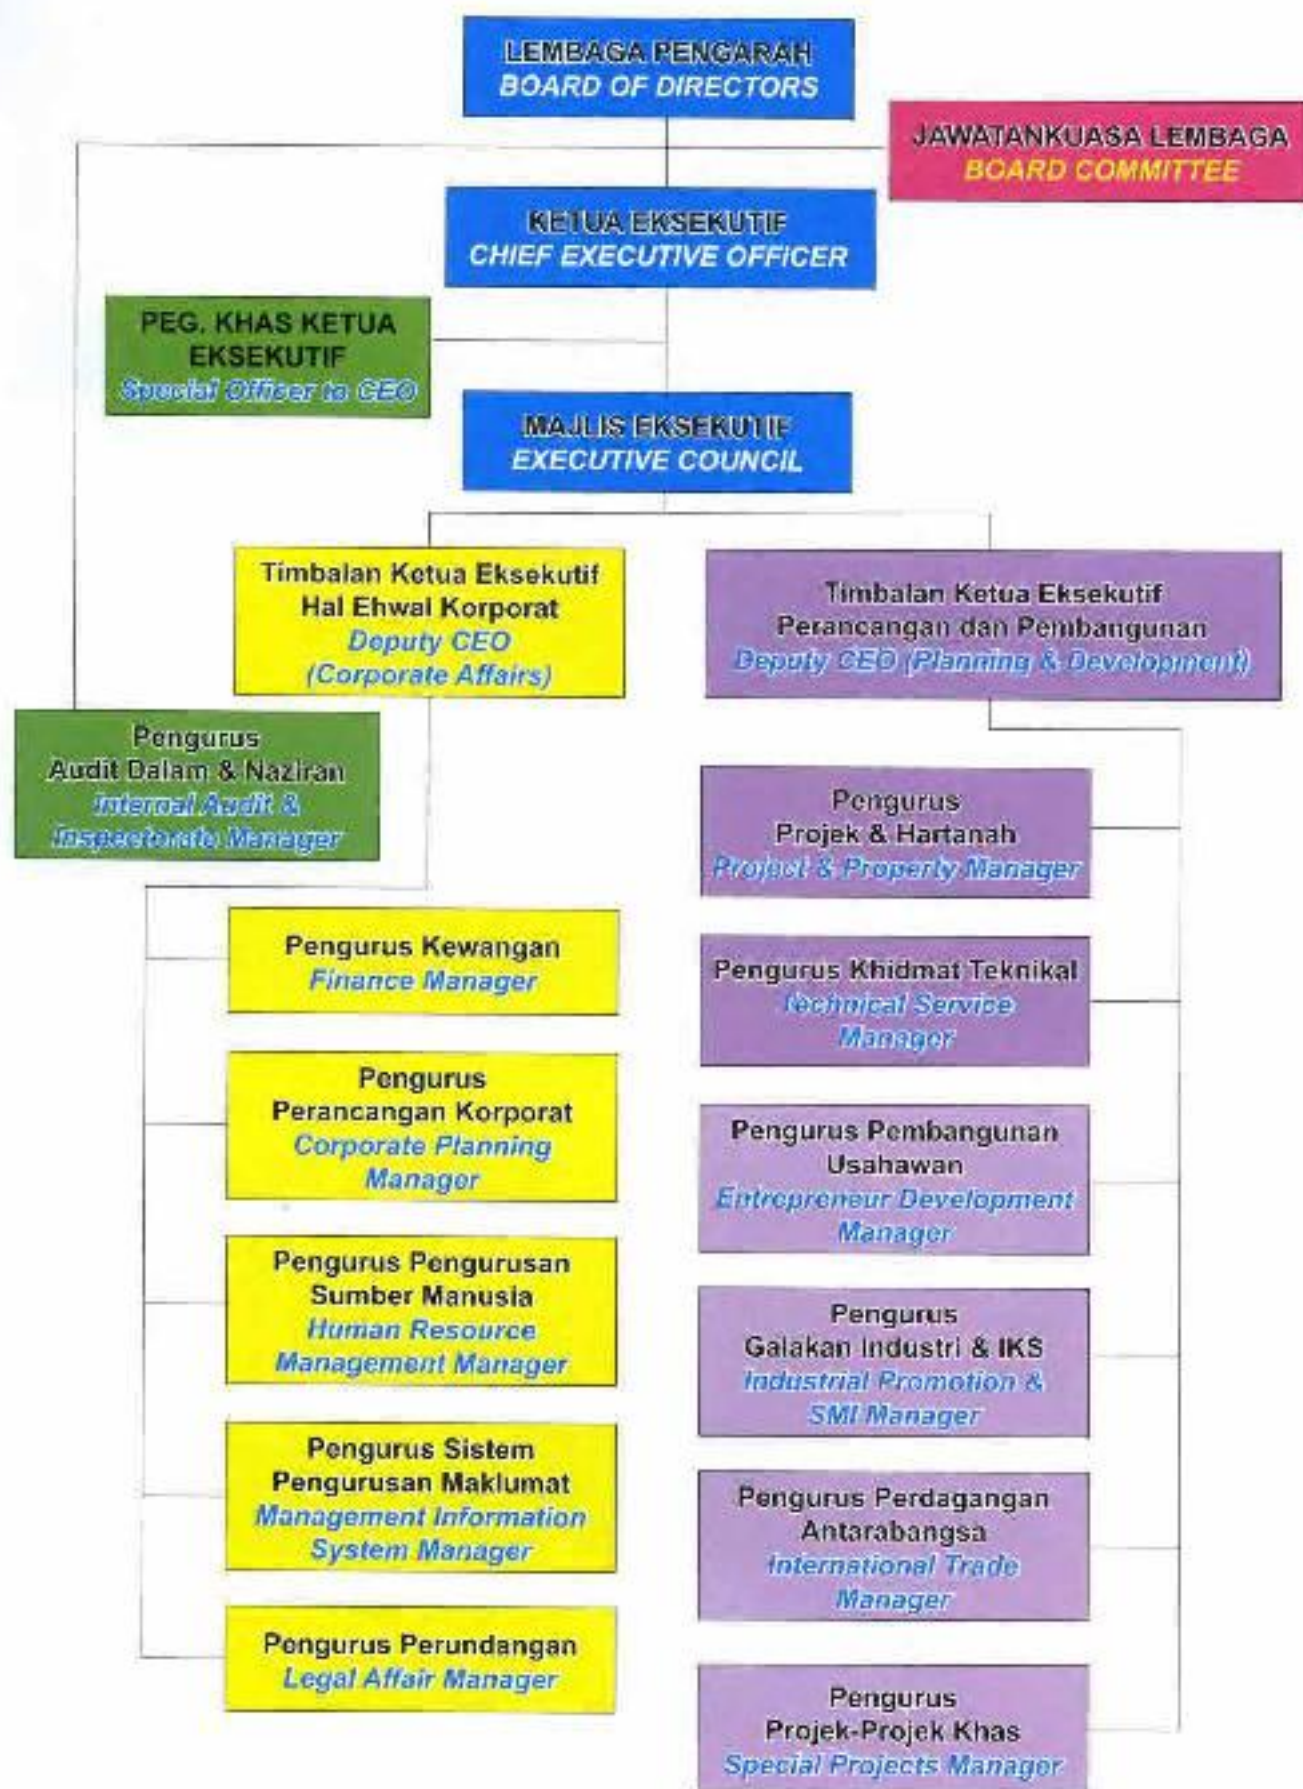 LEMBAGA PENGARAH
BOARD OF DIRECTORS
JAWATANKUASA LEMBAGA
BOARD COMMITTEE
KETUA EKSEKUTIF
CHIEF EXECUTIVE OFFICER
PEG. KHAS KETUA
EKSEKUTIF
Special Officer to CEO
MAJLIS EKSEKUTIF
EXECUTIVE COUNCIL
Timbalan Ketua Eksekutif
Hal Ehwal Korporat
Deputy CEO
(Corporate Affairs)
Timbalan Ketua Eksekutif
Perancangan dan Pembangunan
Deputy CEO (Planning & Development)
Pengurus
Audit Dalam & Naziran
Internal Audit &
Inspectorate Manager
Pengurus Kewangan
Finance Manager
Pengurus
Perancangan Korporat
Corporate Planning
Manager
Pengurus Pengurusan
Sumber Manusia
Human Resource
Management Manager
Pengurus Sistem
Pengurusan Maklumat
Management Information
System Manager
Pengurus Perundangan
Legal Affair Manager
Pengurus
Projek & Hartanah
Project & Property Manager
Pengurus Khidmat Teknikal
Technical Service
Manager
Pengurus Pembangunan
Usahawan
Entrepreneur Development
Manager
Pengurus
Galakan Industri & IKS
Industrial Promotion &
SMI Manager
Pengurus Perdagangan
Antarabangsa
International Trade
Manager
Pengurus
Projek-Projek Khas
Special Projects Manager